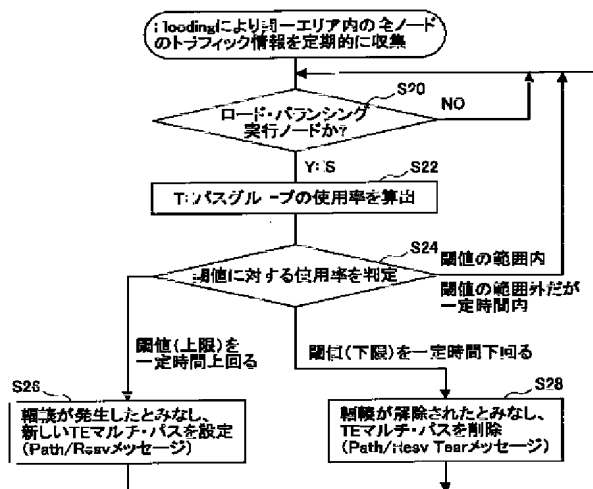 floodingにより同一エリア内の全ノード
のトラフィック情報を定期的に収集
S20
ロード・バランシング
実行ノードか?
NO
YES
S22
TEパスグループの使用率を算出
S24
閾値に対する使用率を判定
閾値の範囲内
閾値の範囲外だが
一定時間内
閾値(上限)を
一定時間上回る
閾値(下限)を一定時間下回る
S26
輻輳が発生したとみなし、
新しいTEマルチ・パスを設定
(Path/Resvメッセージ)
S28
輻輳が解除されたとみなし、
TEマルチ・パスを削除
(Path/Resv Tearメッセージ)